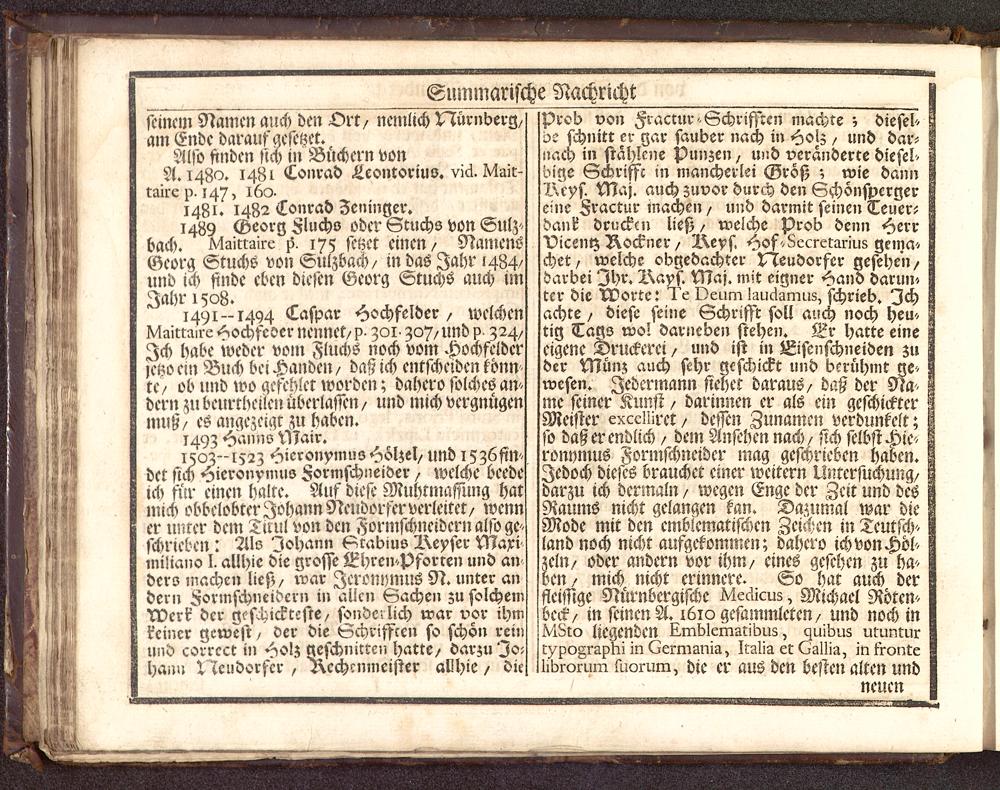 Summarische Nachricht
seinem Namen auch den Ort, nemlich Nürnberg,
am Ende darauf gesetzet.
Also finden sich in Büchern von
A. 1480. 1481 Conrad Leontorius. vid. Mait-
taire p. 147, 160.
1481. 1482 Conrad Zeninger.
1489 Georg Fluchs oder Stuchs von Sulz-
bach. Maittaire p. 175 setzet einen, Namens
Georg Stuchs von Sulzbach, in das Jahr 1484,
und ich finde eben diesen Georg Stuchs auch im
Jahr 1508.
1491--1494 Caspar Hochfelder, welchen
Maittaire Hochfeder nennet, p. 301. 307, und p. 324,
Ich habe weder vom Fluchs noch vom Hochfelder
jetzo ein Buch bei Handen, daß ich entscheiden könn-
te, ob und wo gefehlet worden; dahero solches an-
dern zu beurtheilen überlassen, und mich vergnügen
muß, es angezeigt zu haben.
1493 Hanns Mair.
1503--1523 Hieronymus Hölzel, und 1536 fin-
det sich Hieronymus Formschneider, welche beede
ich für einen halte. Auf diese Muhtmassung hat
mich obbelobter Johann Neudorfer verleitet, wenn
er unter dem Titul von den Formschneidern also ge-
schrieben: Als Johann Stabius Keyser Maxi-
miliano I. allhie die grosse Ehren-Pforten und an-
ders machen ließ, war Jeronymus N. unter an-
dern Formschneidern in allen Sachen zu solchem
Werk der geschickteste, sonderlich war vor ihm
keiner gewest, der die Schrifften so schön rein
und correct in Holz geschnitten hatte, darzu Jo-
hann Neudorfer, Rechenmeister allhie, die
Prob von Fractur-Schrifften machte; diesel-
be schnitt er gar sauber nach in Holz, und dar-
nach in stählene Punzen, und veränderte diesel-
bige Schrifft in mancherlei Größ; wie dann
Keys. Maj. auch zuvor durch den Schönsperger
eine Fractur machen, und darmit seinen Teuer-
dank drucken ließ, welche Prob denn Herr
Vicentz Rockner, Keys. Hof-Secretarius gema-
chet, welche obgedachter Neudorfer gesehen,
darbei Ihr. Kays. Maj. mit eigner Hand darun-
ter die Worte: Te Deum laudamus, schrieb. Ich
achte, diese seine Schrifft soll auch noch heu-
tig Tags wol darneben stehen. Er hatte eine
eigene Druckerei, und ist in Eisenschneiden zu
der Münz auch sehr geschickt und berühmt ge-
wesen. Jedermann siehet daraus, daß der Na-
me seiner Kunst, darinnen er als ein geschickter
Meister excelliret, dessen Zunamen verdunkelt;
so daß er endlich, dem Ansehen nach, sich selbst Hie-
ronymus Formschneider mag geschrieben haben.
Jedoch dieses brauchet einer weitern Untersuchung,
darzu ich dermaln, wegen Enge der Zeit und des
Raums nicht gelangen kan. Dazumal war die
Mode mit den emblematischen Zeichen in Teutsch-
land noch nicht aufgekommen; dahero ich von Höl-
zeln, oder andern vor ihm, eines gesehen zu ha-
ben, mich nicht erinnere. So hat auch der
fleissige Nürnbergische Medicus, Michael Röten-
beck, in seinen A. 1610 gesammleten, und noch in
MSto liegenden Emblematibus, quibus utuntur
typographi in Germania, Italia et Gallia, in fronte
librorum suorum, die er aus den besten alten und
neuen